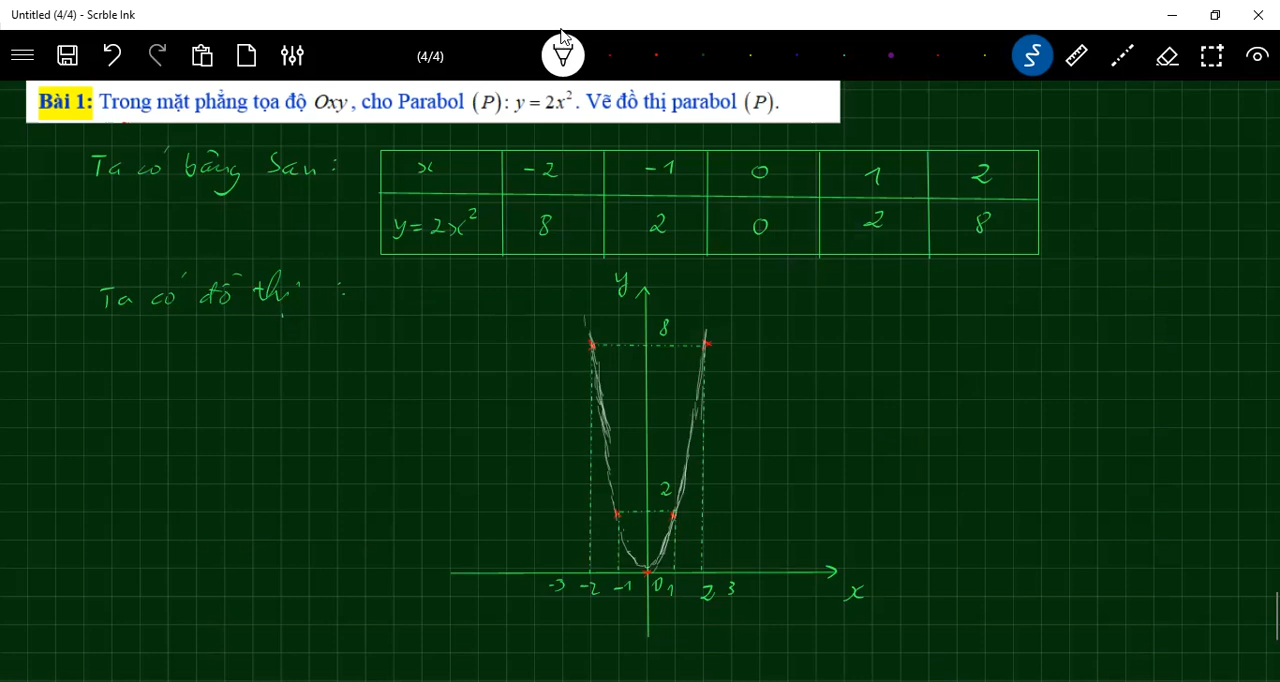 Untitled (4/4) - Scrble Ink
(4/4)
Bài 1: Trong mặt phẳng tọa độ Oxy, cho Parabol (P): y = 2x². Vẽ đồ thị parabol (P).
Ta có bảng sau :
x -2 -1 0 1 2
y = 2x² 8 2 0 2 8
Ta có đồ thị :
y
8
2
-3 -2 -1 0 1 2 3
x